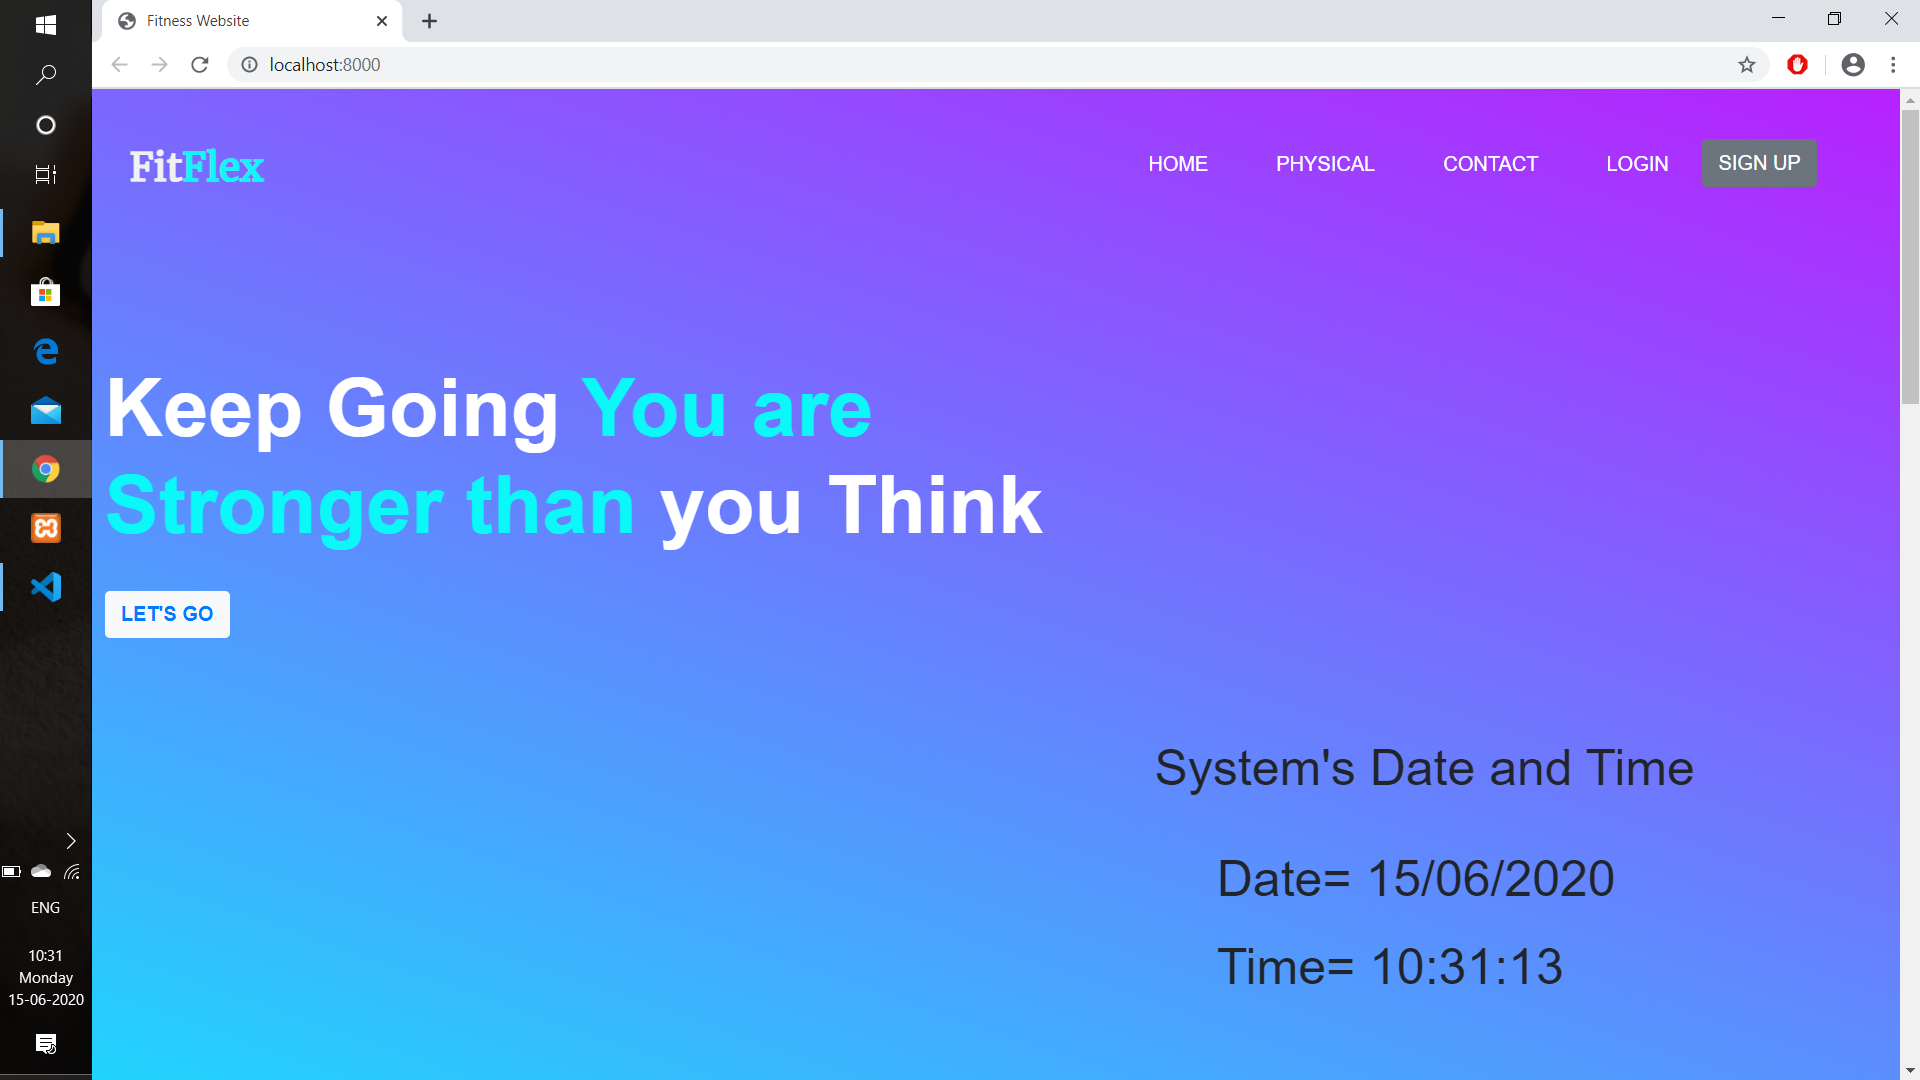 Fitness Website
localhost:8000
FitFlex
HOME PHYSICAL CONTACT LOGIN SIGN UP
Keep Going You are
Stronger than you Think
LET'S GO
System's Date and Time
Date= 15/06/2020
Time= 10:31:13
ENG
10:31
Monday
15-06-2020